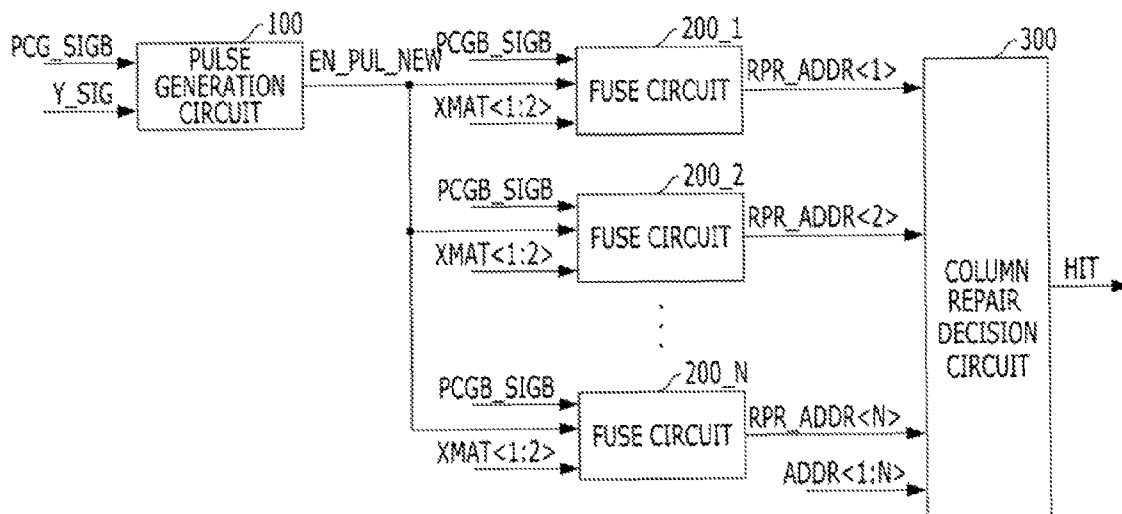 100
PCG_SIGB
Y_SIG
PULSE
GENERATION
CIRCUIT
EN_PUL_NEW
PCGB_SIGB
XMAT<1:2>
200_1
FUSE CIRCUIT
RPR_ADDR<1>
300
PCGB_SIGB
XMAT<1:2>
200_2
FUSE CIRCUIT
RPR_ADDR<2>
COLUMN
REPAIR
DECISION
CIRCUIT
HIT
PCGB_SIGB
XMAT<1:2>
200_N
FUSE CIRCUIT
RPR_ADDR<N>
ADDR<1:N>